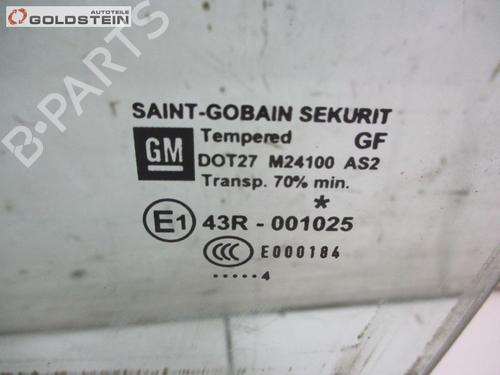 AUTOTEILE
GOLDSTEIN
B-PARTS
SAINT-GOBAIN SEKURIT
GM
Tempered GF
DOT27 M24100 AS2
Transp. 70% min.
*
E1 43R - 001025
CCC E000184
.....4